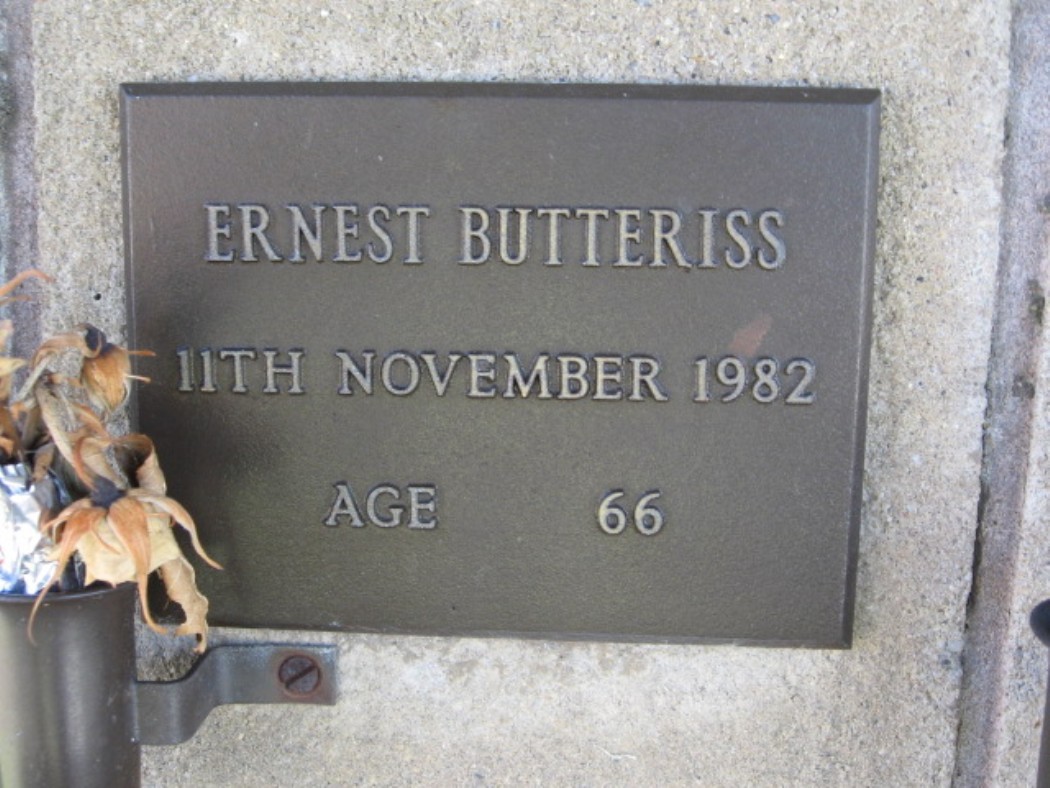 ERNEST BUTTERISS
11TH NOVEMBER 1982
AGE 66